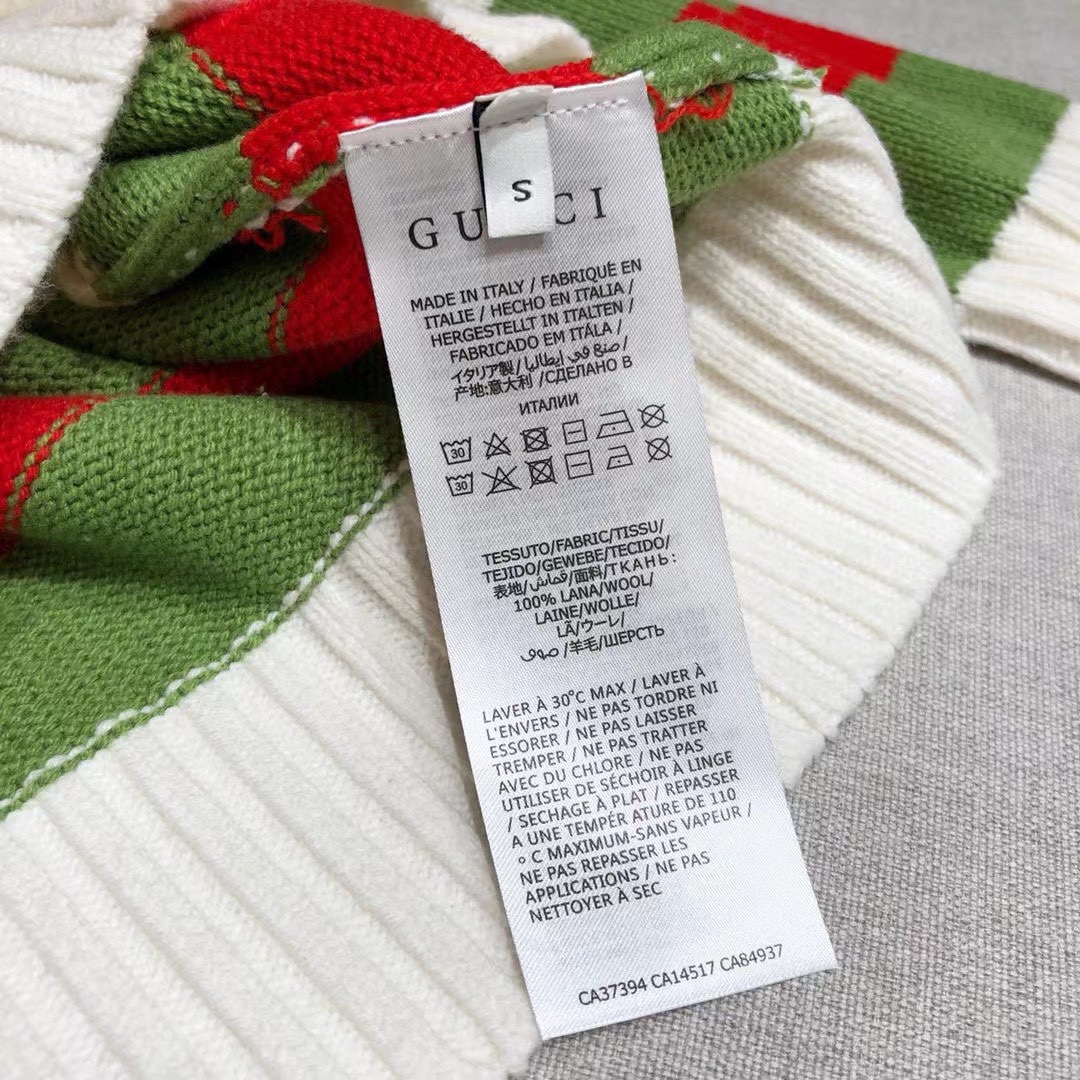 S
GUCCI
MADE IN ITALY / FABRIQUÉ EN
ITALIE / HECHO EN ITALIA /
HERGESTELLT IN ITALTEN /
FABRICADO EM ITÁLA /
イタリア製 / صنع في إيطاليا /
产地:意大利 /СДЕЛАНО В
ИТАЛИИ
30
30
TESSUTO/FABRIC/TISSU/
TEJIDO/GEWEBE/TECIDO/
表地/قماش/面料/ТКАНЬ:
100% LANA/WOOL/
LAINE/WOLLE/
LÃ/ウーレ/
صوف /羊毛/ШЕРСТЬ
LAVER À 30°C MAX / LAVER À
L'ENVERS / NE PAS TORDRE NI
ESSORER / NE PAS LAISSER
TREMPER / NE PAS TRATTER
AVEC DU CHLORE / NE PAS
UTILISER DE SÉCHOIR À LINGE
/ SECHAGE À PLAT / REPASSER
A UNE TEMPÉR ATURE DE 110
° C MAXIMUM-SANS VAPEUR /
NE PAS REPASSER LES
APPLICATIONS / NE PAS
NETTOYER À SEC
CA37394 CA14517 CA84937